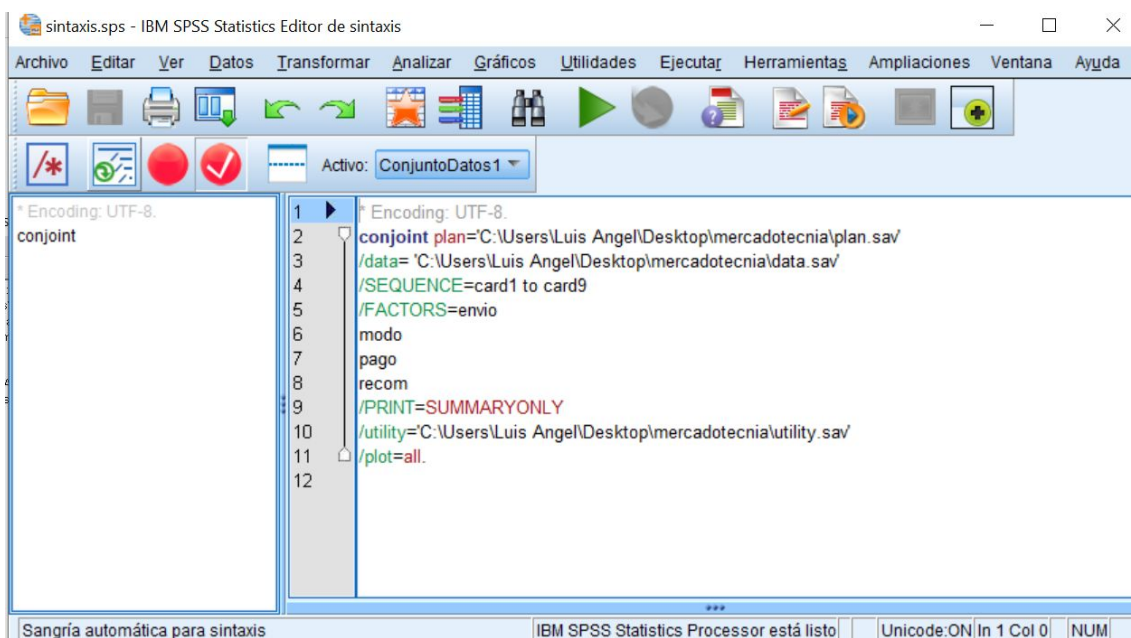 sintaxis.sps - IBM SPSS Statistics Editor de sintaxis
Archivo Editar Ver Datos Transformar Analizar Gráficos Utilidades Ejecutar Herramientas Ampliaciones Ventana Ayuda
Activo: ConjuntoDatos1
* Encoding: UTF-8.
conjoint
1 * Encoding: UTF-8.
2 conjoint plan='C:\Users\Luis Angel\Desktop\mercadotecnia\plan.sav'
3 /data= 'C:\Users\Luis Angel\Desktop\mercadotecnia\data.sav'
4 /SEQUENCE=card1 to card9
5 /FACTORS=envio
6 modo
7 pago
8 recom
9 /PRINT=SUMMARYONLY
10 /utility='C:\Users\Luis Angel\Desktop\mercadotecnia\utility.sav'
11 /plot=all.
12
Sangría automática para sintaxis IBM SPSS Statistics Processor está listo Unicode:ON In 1 Col 0 NUM